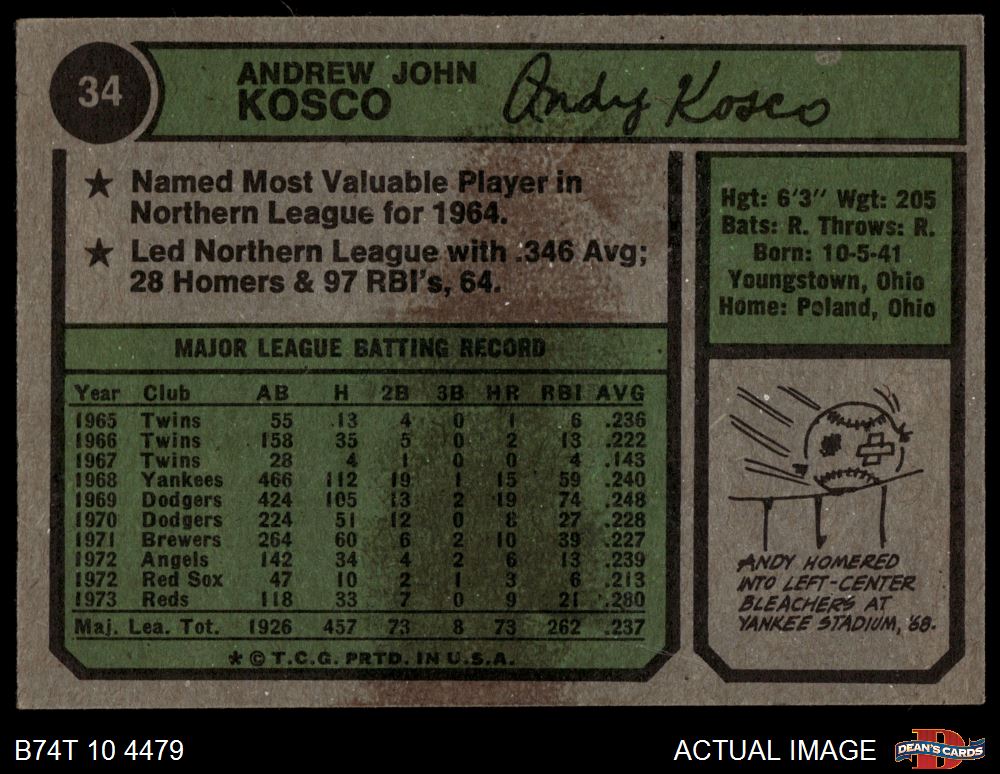 34
ANDREW JOHN
KOSCO
Andy Kosco
★ Named Most Valuable Player in
Northern League for 1964.
★ Led Northern League with .346 Avg;
28 Homers & 97 RBI's, 64.
Hgt: 6'3" Wgt: 205
Bats: R. Throws: R.
Born: 10-5-41
Youngstown, Ohio
Home: Poland, Ohio
MAJOR LEAGUE BATTING RECORD
Year Club AB H 2B 3B HR RBI AVG
1965 Twins 55 13 4 0 1 6 .236
1966 Twins 158 35 5 0 2 13 .222
1967 Twins 28 4 1 0 0 4 .143
1968 Yankees 466 112 19 1 15 59 .240
1969 Dodgers 424 105 13 2 19 74 .248
1970 Dodgers 224 51 12 0 8 27 .228
1971 Brewers 264 60 6 2 10 39 .227
1972 Angels 142 34 4 2 6 13 .239
1972 Red Sox 47 10 2 1 3 6 .213
1973 Reds 118 33 7 0 9 21 .280
Maj. Lea. Tot. 1926 457 73 8 73 262 .237
* © T.C.G. PRTD. IN U.S.A.
ANDY HOMERED
INTO LEFT-CENTER
BLEACHERS AT
YANKEE STADIUM, '68.
B74T 10 4479
ACTUAL IMAGE
D
DEAN'S CARDS